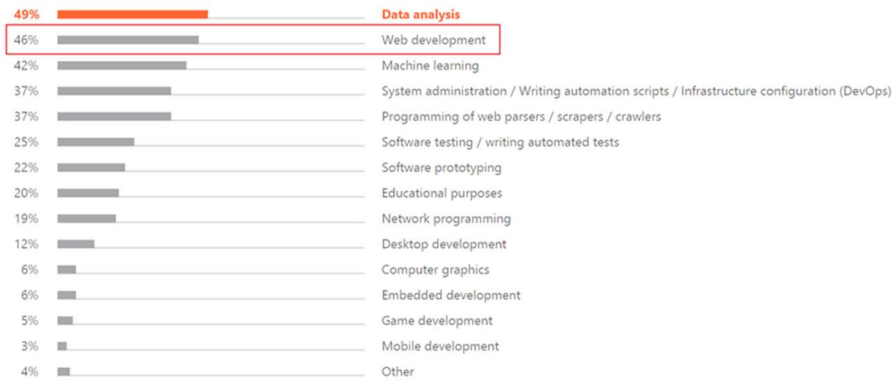 49% Data analysis
46% Web development
42% Machine learning
37% System administration / Writing automation scripts / Infrastructure configuration (DevOps)
37% Programming of web parsers / scrapers / crawlers
25% Software testing / writing automated tests
22% Software prototyping
20% Educational purposes
19% Network programming
12% Desktop development
6% Computer graphics
6% Embedded development
5% Game development
3% Mobile development
4% Other